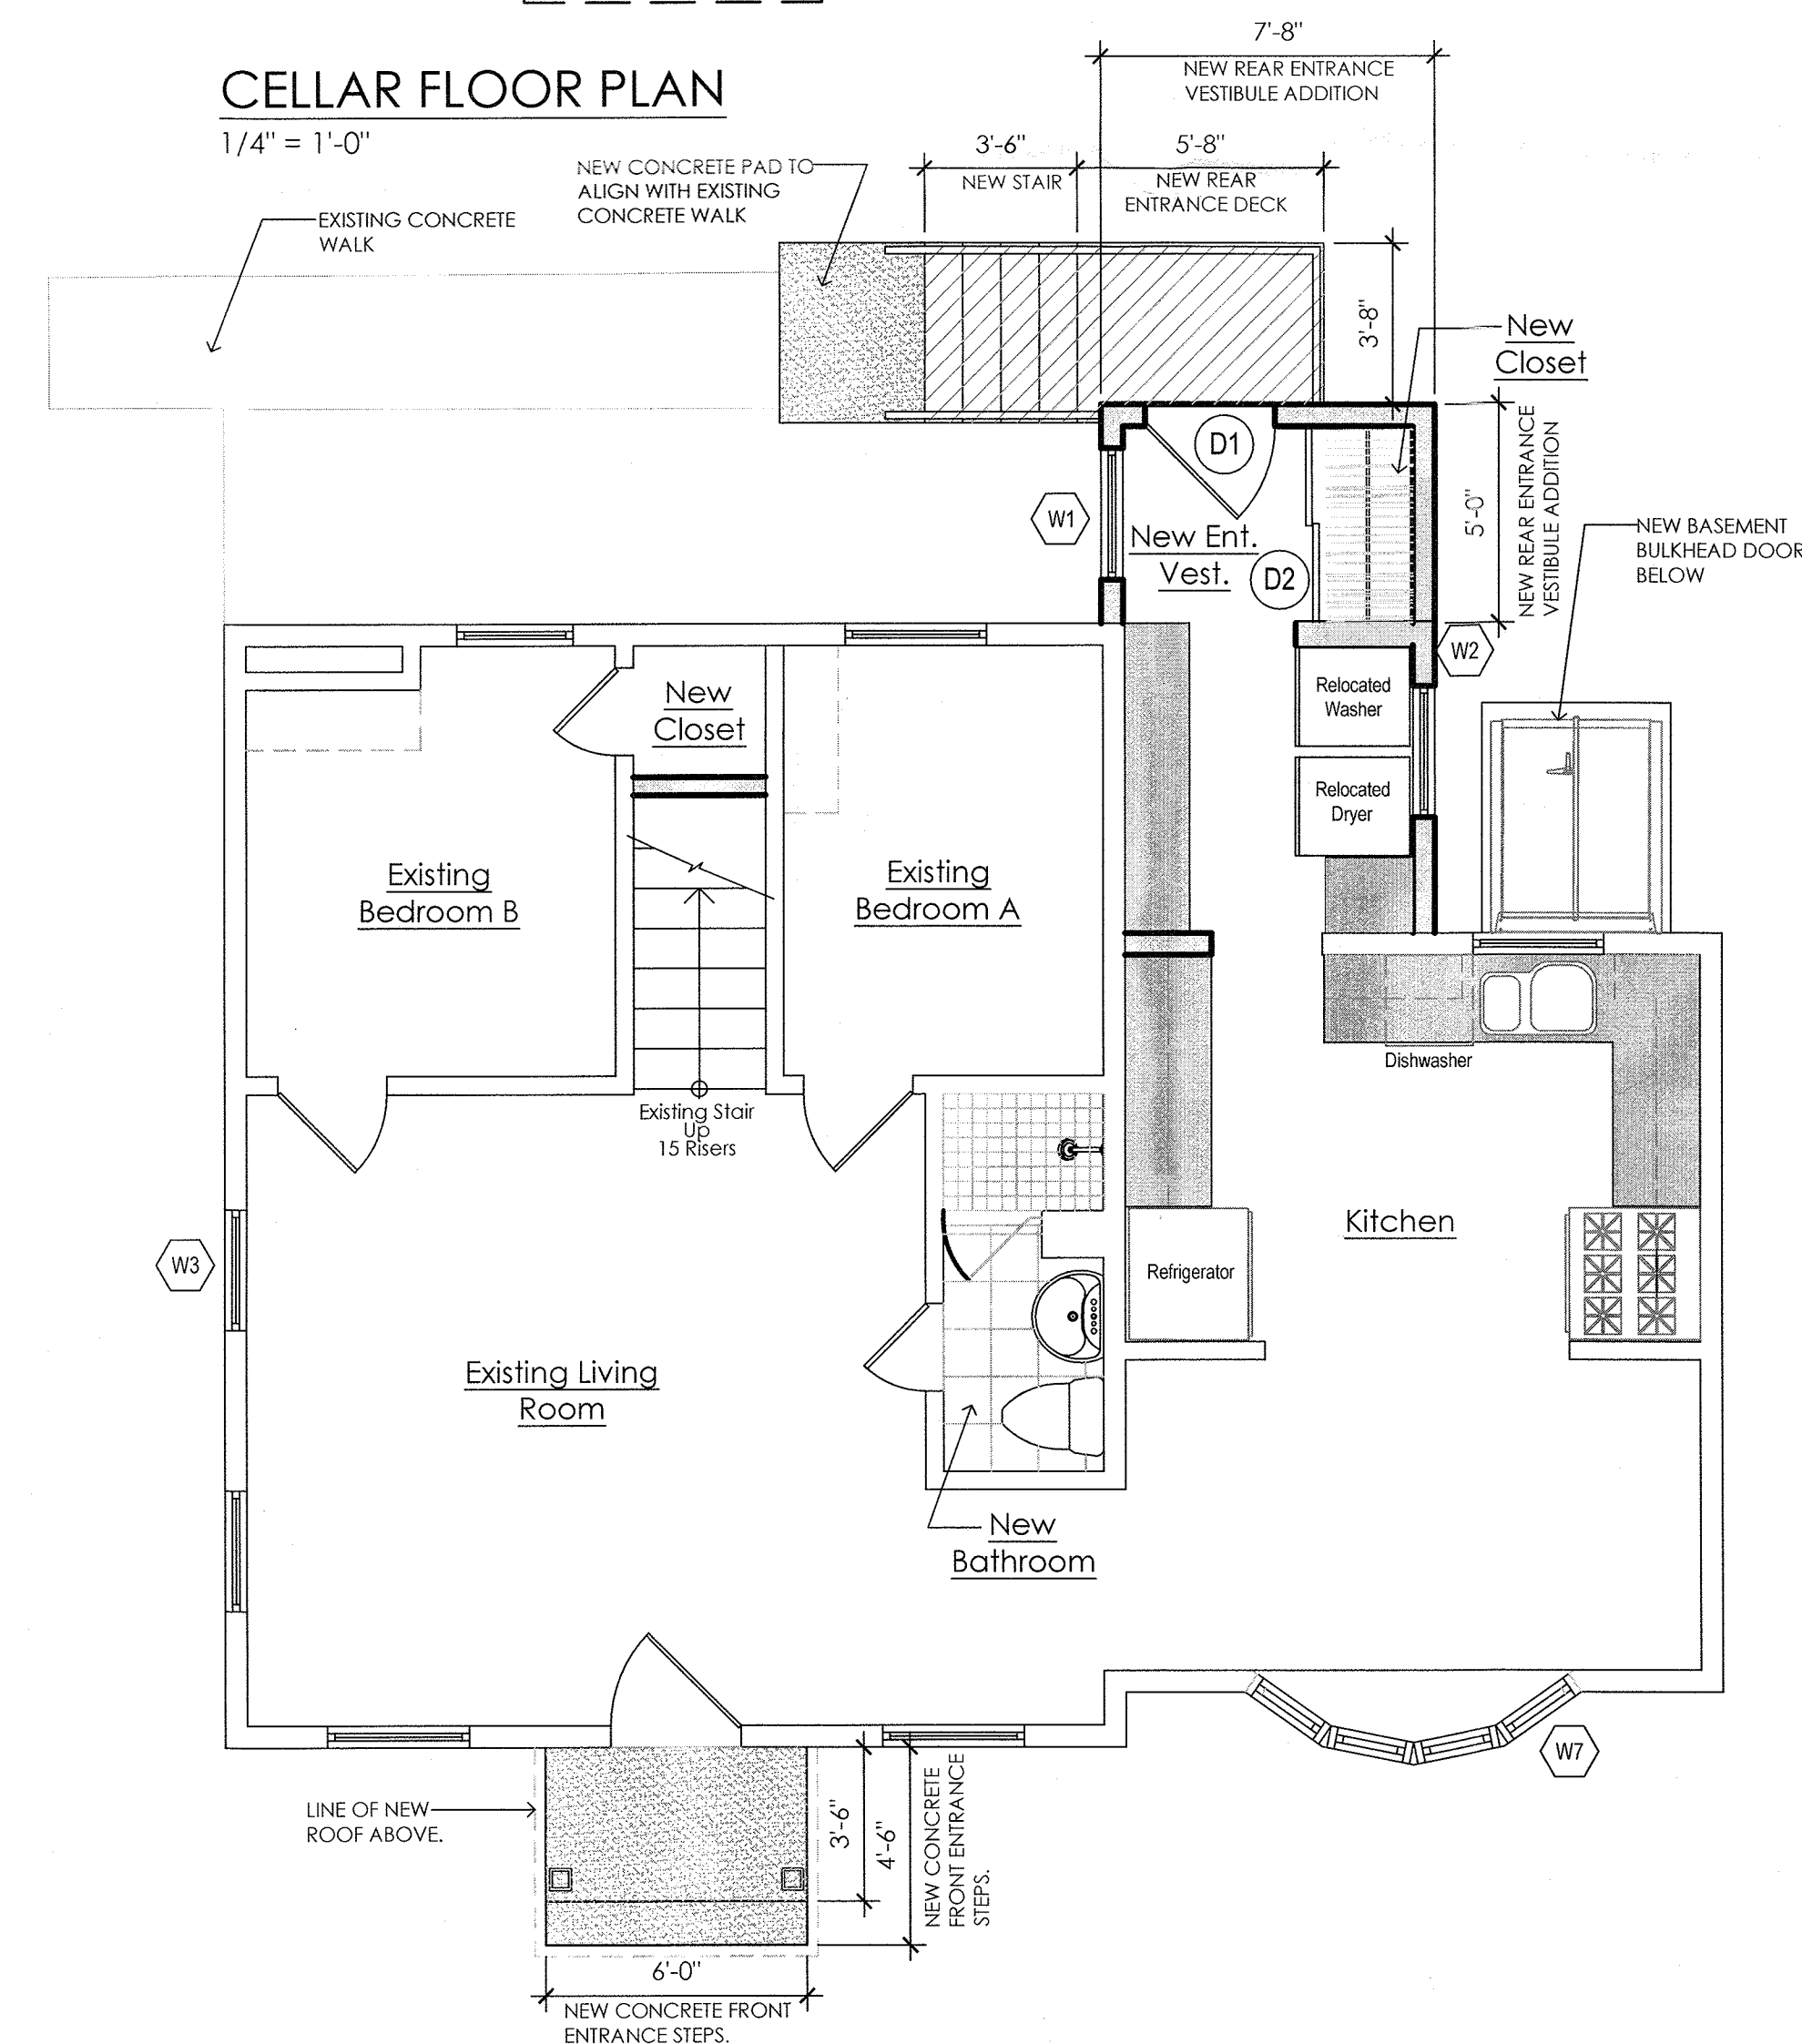 7'-8"
NEW REAR ENTRANCE
VESTIBULE ADDITION
CELLAR FLOOR PLAN
1/4" = 1'-0"
NEW CONCRETE PAD TO
ALIGN WITH EXISTING
CONCRETE WALK
EXISTING CONCRETE
WALK
3'-6"
NEW STAIR
5'-8"
NEW REAR
ENTRANCE DECK
3'-8"
New
Closet
5'-0"
NEW REAR ENTRANCE
VESTIBULE ADDITION
NEW BASEMENT
BULKHEAD DOOR
BELOW
D1
W1
New Ent.
Vest.
D2
W2
Relocated
Washer
Relocated
Dryer
New
Closet
Existing
Bedroom B
Existing
Bedroom A
Existing Stair
Up
15 Risers
Dishwasher
Kitchen
Refrigerator
W3
Existing Living
Room
New
Bathroom
W7
LINE OF NEW
ROOF ABOVE.
3'-6"
4'-6"
NEW CONCRETE
FRONT ENTRANCE
STEPS.
6'-0"
NEW CONCRETE FRONT
ENTRANCE STEPS.